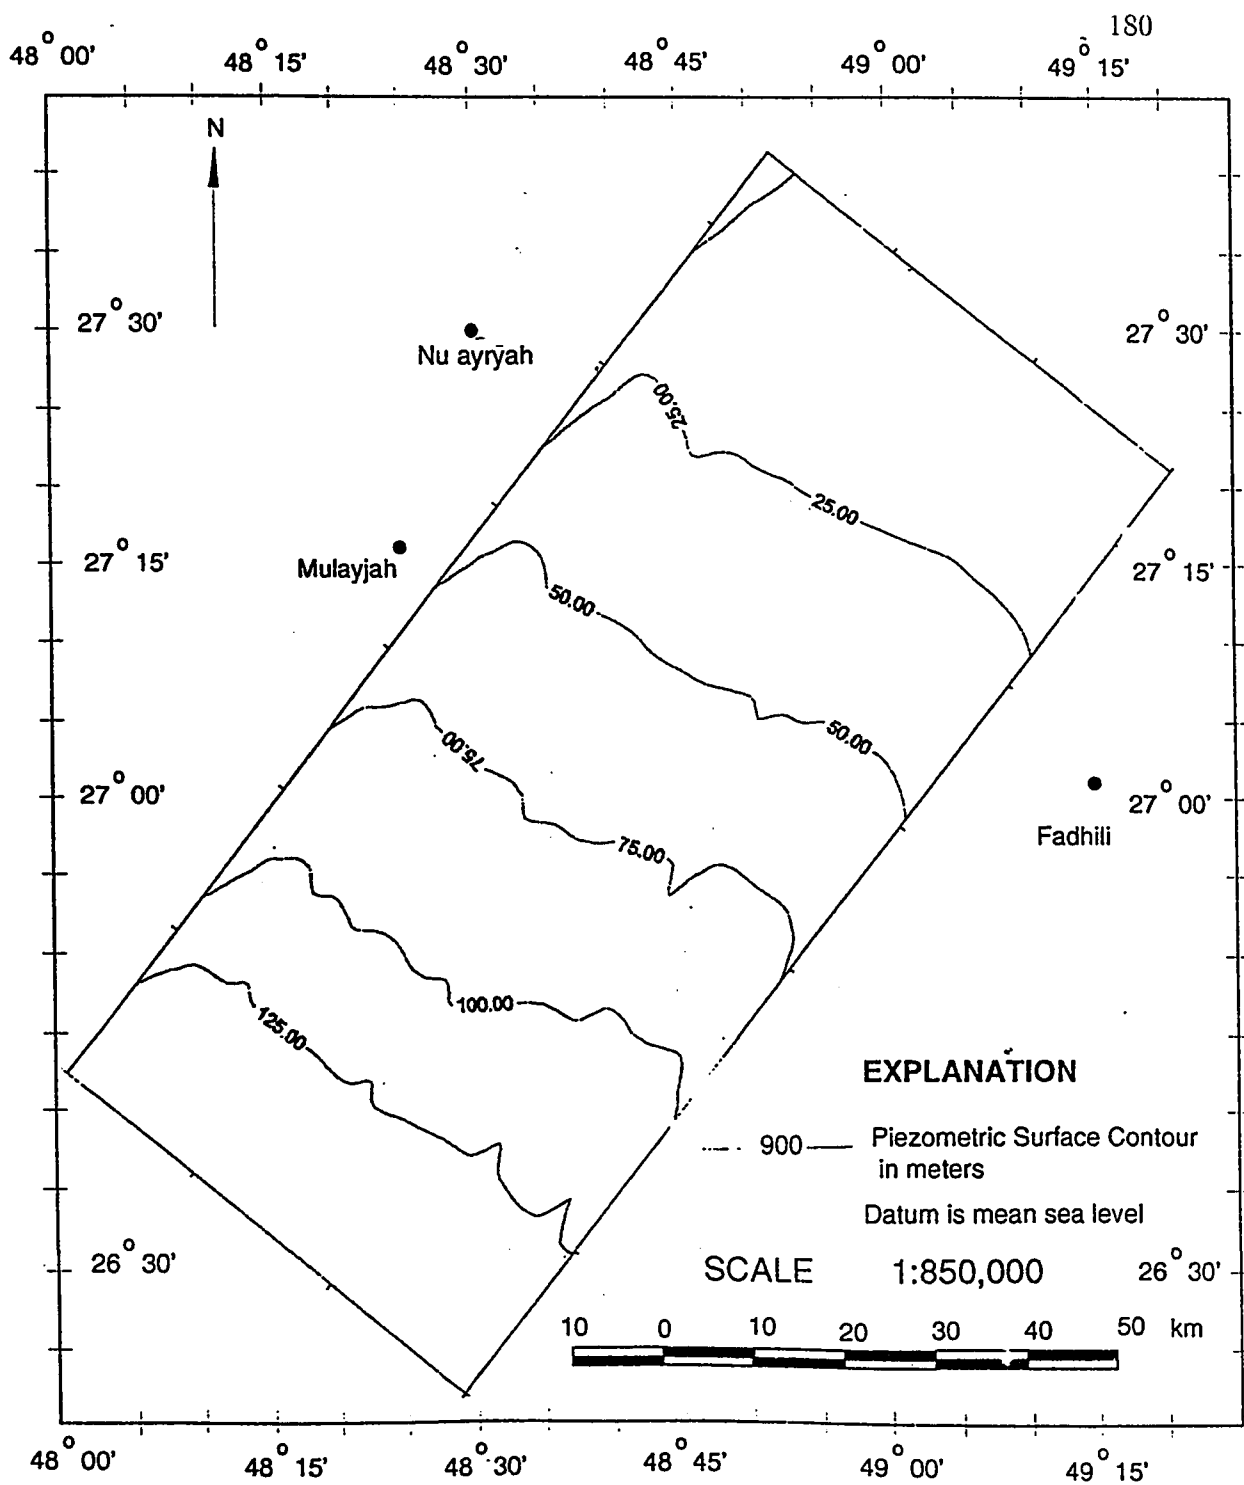 180
48° 00' 48° 15' 48° 30' 48° 45' 49° 00' 49° 15'
N
27° 30' 27° 30'
Nu ayryah
25.00
25.00
27° 15' 27° 15'
Mulayjah
50.00
50.00
75.00
27° 00' 27° 00'
Fadhili
75.00
100.00
125.00
EXPLANATION
900 Piezometric Surface Contour
in meters
Datum is mean sea level
26° 30' SCALE 1:850,000 26° 30'
10 0 10 20 30 40 50 km
48° 00' 48° 15' 48° 30' 48° 45' 49° 00' 49° 15'